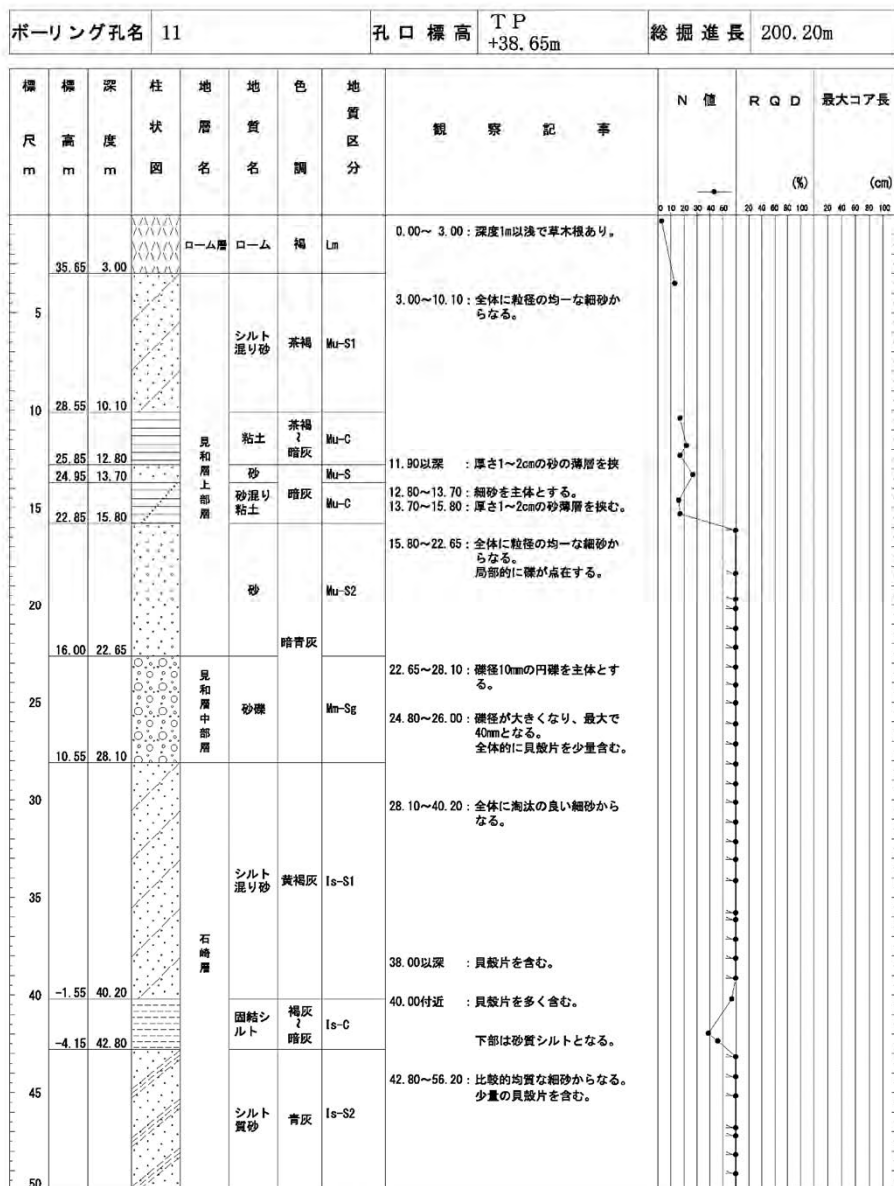 ボーリング孔名 11 孔口標高 TP +38.65m 総掘進長 200.20m
標尺m 標高m 深度m 柱状図 地層名 地質名 色調 地質区分 観察記事 N値 RQD (%) 最大コア長 (cm)
0 10 20 30 40 60 20 40 60 80 100 20 40 60 80 100
35.65 3.00 ローム層 ローム 褐 Lm
0.00～ 3.00：深度1m以浅で草木根あり。
5
28.55 10.10 シルト混り砂 茶褐 Mu-S1
3.00～10.10：全体に粒径の均一な細砂か
らなる。
10
見和層上部層
25.85 12.80 粘土 茶褐～暗灰 Mu-C
11.90以深 ：厚さ1～2cmの砂の薄層を挟
24.95 13.70 砂 暗灰 Mu-S
12.80～13.70：細砂を主体とする。
15
22.85 15.80 砂混り粘土 Mu-C
13.70～15.80：厚さ1～2cmの砂薄層を挟む。
20
16.00 22.65 砂 暗青灰 Mu-S2
15.80～22.65：全体に粒径の均一な細砂か
らなる。
局部的に礫が点在する。
25
10.55 28.10 見和層中部層 砂礫 Mm-Sg
22.65～28.10：礫径10mmの円礫を主体とす
る。
24.80～26.00：礫径が大きくなり、最大で
40mmとなる。
全体的に貝殻片を少量含む。
30
35
石崎層
-1.55 40.20 シルト混り砂 黄褐灰 Is-S1
28.10～40.20：全体に淘汰の良い細砂から
なる。
38.00以深 ：貝殻片を含む。
40
40.00付近 ：貝殻片を多く含む。
-4.15 42.80 固結シルト 褐灰～暗灰 Is-C
下部は砂質シルトとなる。
45
シルト質砂 青灰 Is-S2
42.80～56.20：比較的均質な細砂からなる。
少量の貝殻片を含む。
50